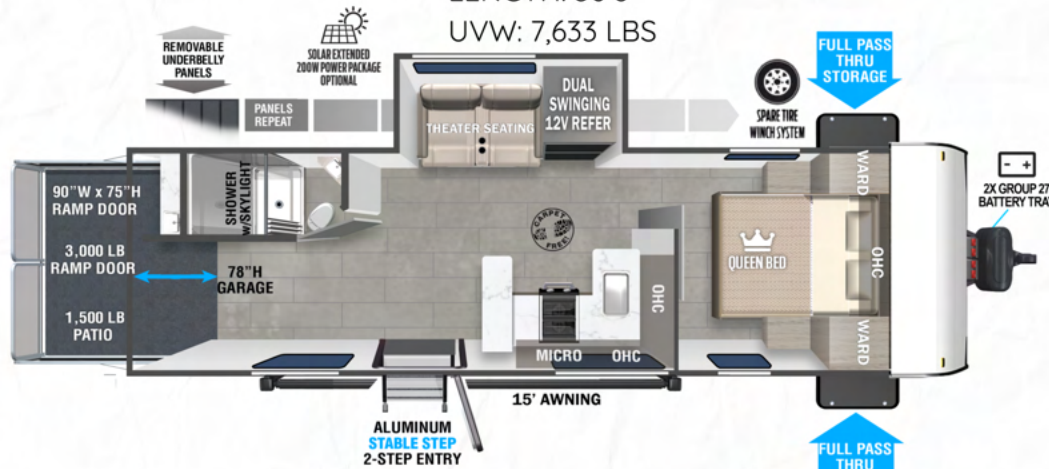 UVW: 7,633 LBS
REMOVABLE
UNDERBELLY
PANELS
SOLAR EXTENDED
200W POWER PACKAGE
OPTIONAL
PANELS
REPEAT
THEATER SEATING
DUAL
SWINGING
12V REFER
SPARE TIRE
WINCH SYSTEM
FULL PASS
THRU
STORAGE
2X GROUP 27
BATTERY TRAY
90”W x 75”H
RAMP DOOR
3,000 LB
RAMP DOOR
1,500 LB
PATIO
78”H
GARAGE
SHOWER
w/SKYLIGHT
CARPET
FREE!
QUEEN BED
WARD
OHC
WARD
OHC
MICRO
OHC
15’ AWNING
ALUMINUM
STABLE STEP
2-STEP ENTRY
FULL PASS
THRU